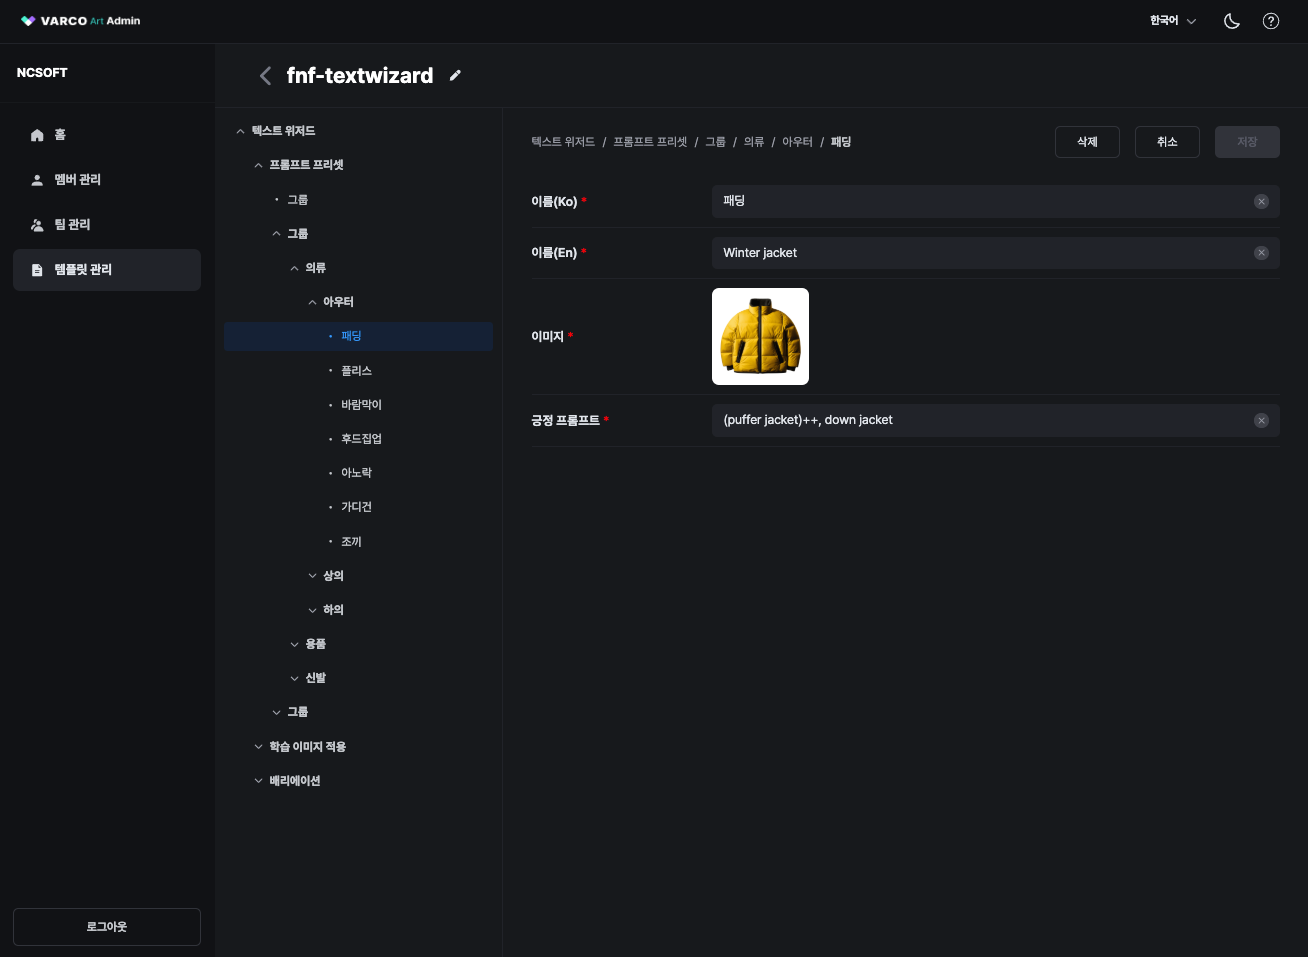 VARCO Art Admin
한국어
NCSOFT
홈
멤버 관리
팀 관리
템플릿 관리
로그아웃
fnf-textwizard
텍스트 위저드
프롬프트 프리셋
그룹
그룹
의류
아우터
패딩
플리스
바람막이
후드집업
아노락
가디건
조끼
상의
하의
용품
신발
그룹
학습 이미지 적용
배리에이션
텍스트 위저드 / 프롬프트 프리셋 / 그룹 / 의류 / 아우터 / 패딩
삭제
취소
저장
이름(Ko) *
패딩
이름(En) *
Winter jacket
이미지 *
긍정 프롬프트 *
(puffer jacket)++, down jacket